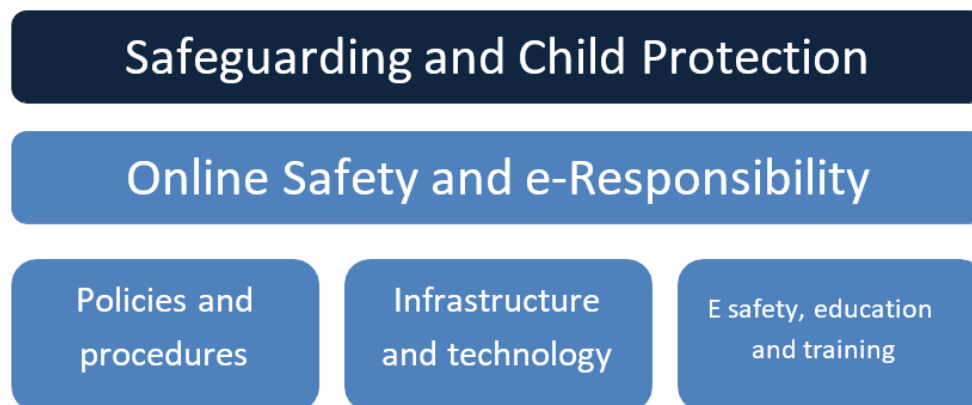 Safeguarding and Child Protection
Online Safety and e-Responsibility
Policies and
procedures
Infrastructure
and technology
E safety, education
and training